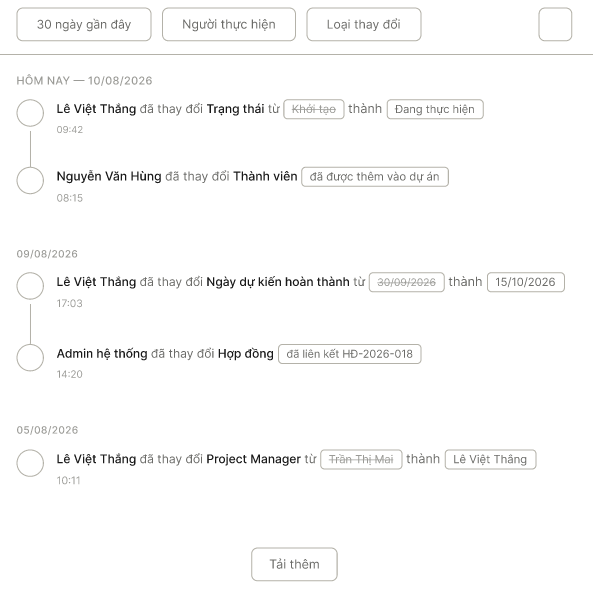 30 ngày gần đây
Người thực hiện
Loại thay đổi
HÔM NAY — 10/08/2026
Lê Việt Thắng đã thay đổi Trạng thái từ Khởi tạo thành Đang thực hiện
09:42
Nguyễn Văn Hùng đã thay đổi Thành viên đã được thêm vào dự án
08:15
09/08/2026
Lê Việt Thắng đã thay đổi Ngày dự kiến hoàn thành từ 30/09/2026 thành 15/10/2026
17:03
Admin hệ thống đã thay đổi Hợp đồng đã liên kết HĐ-2026-018
14:20
05/08/2026
Lê Việt Thắng đã thay đổi Project Manager từ Trần Thị Mai thành Lê Việt Thắng
10:11
Tải thêm